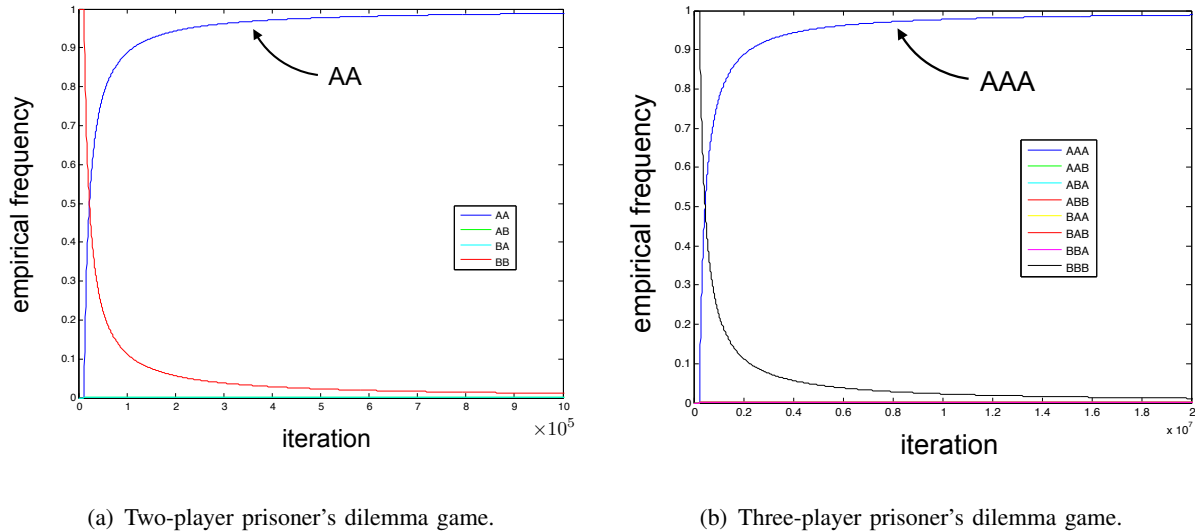 1
0.9
0.8
0.7
0.6
0.5
0.4
0.3
0.2
0.1
0
empirical frequency
AA
AA
AB
BA
BB
0 1 2 3 4 5 6 7 8 9 10
×10⁵
iteration
(a) Two-player prisoner's dilemma game.
1
0.9
0.8
0.7
0.6
0.5
0.4
0.3
0.2
0.1
0
empirical frequency
AAA
AAA
AAB
ABA
ABB
BAA
BAB
BBA
BBB
0 0.2 0.4 0.6 0.8 1 1.2 1.4 1.6 1.8 2
x 10⁷
iteration
(b) Three-player prisoner's dilemma game.